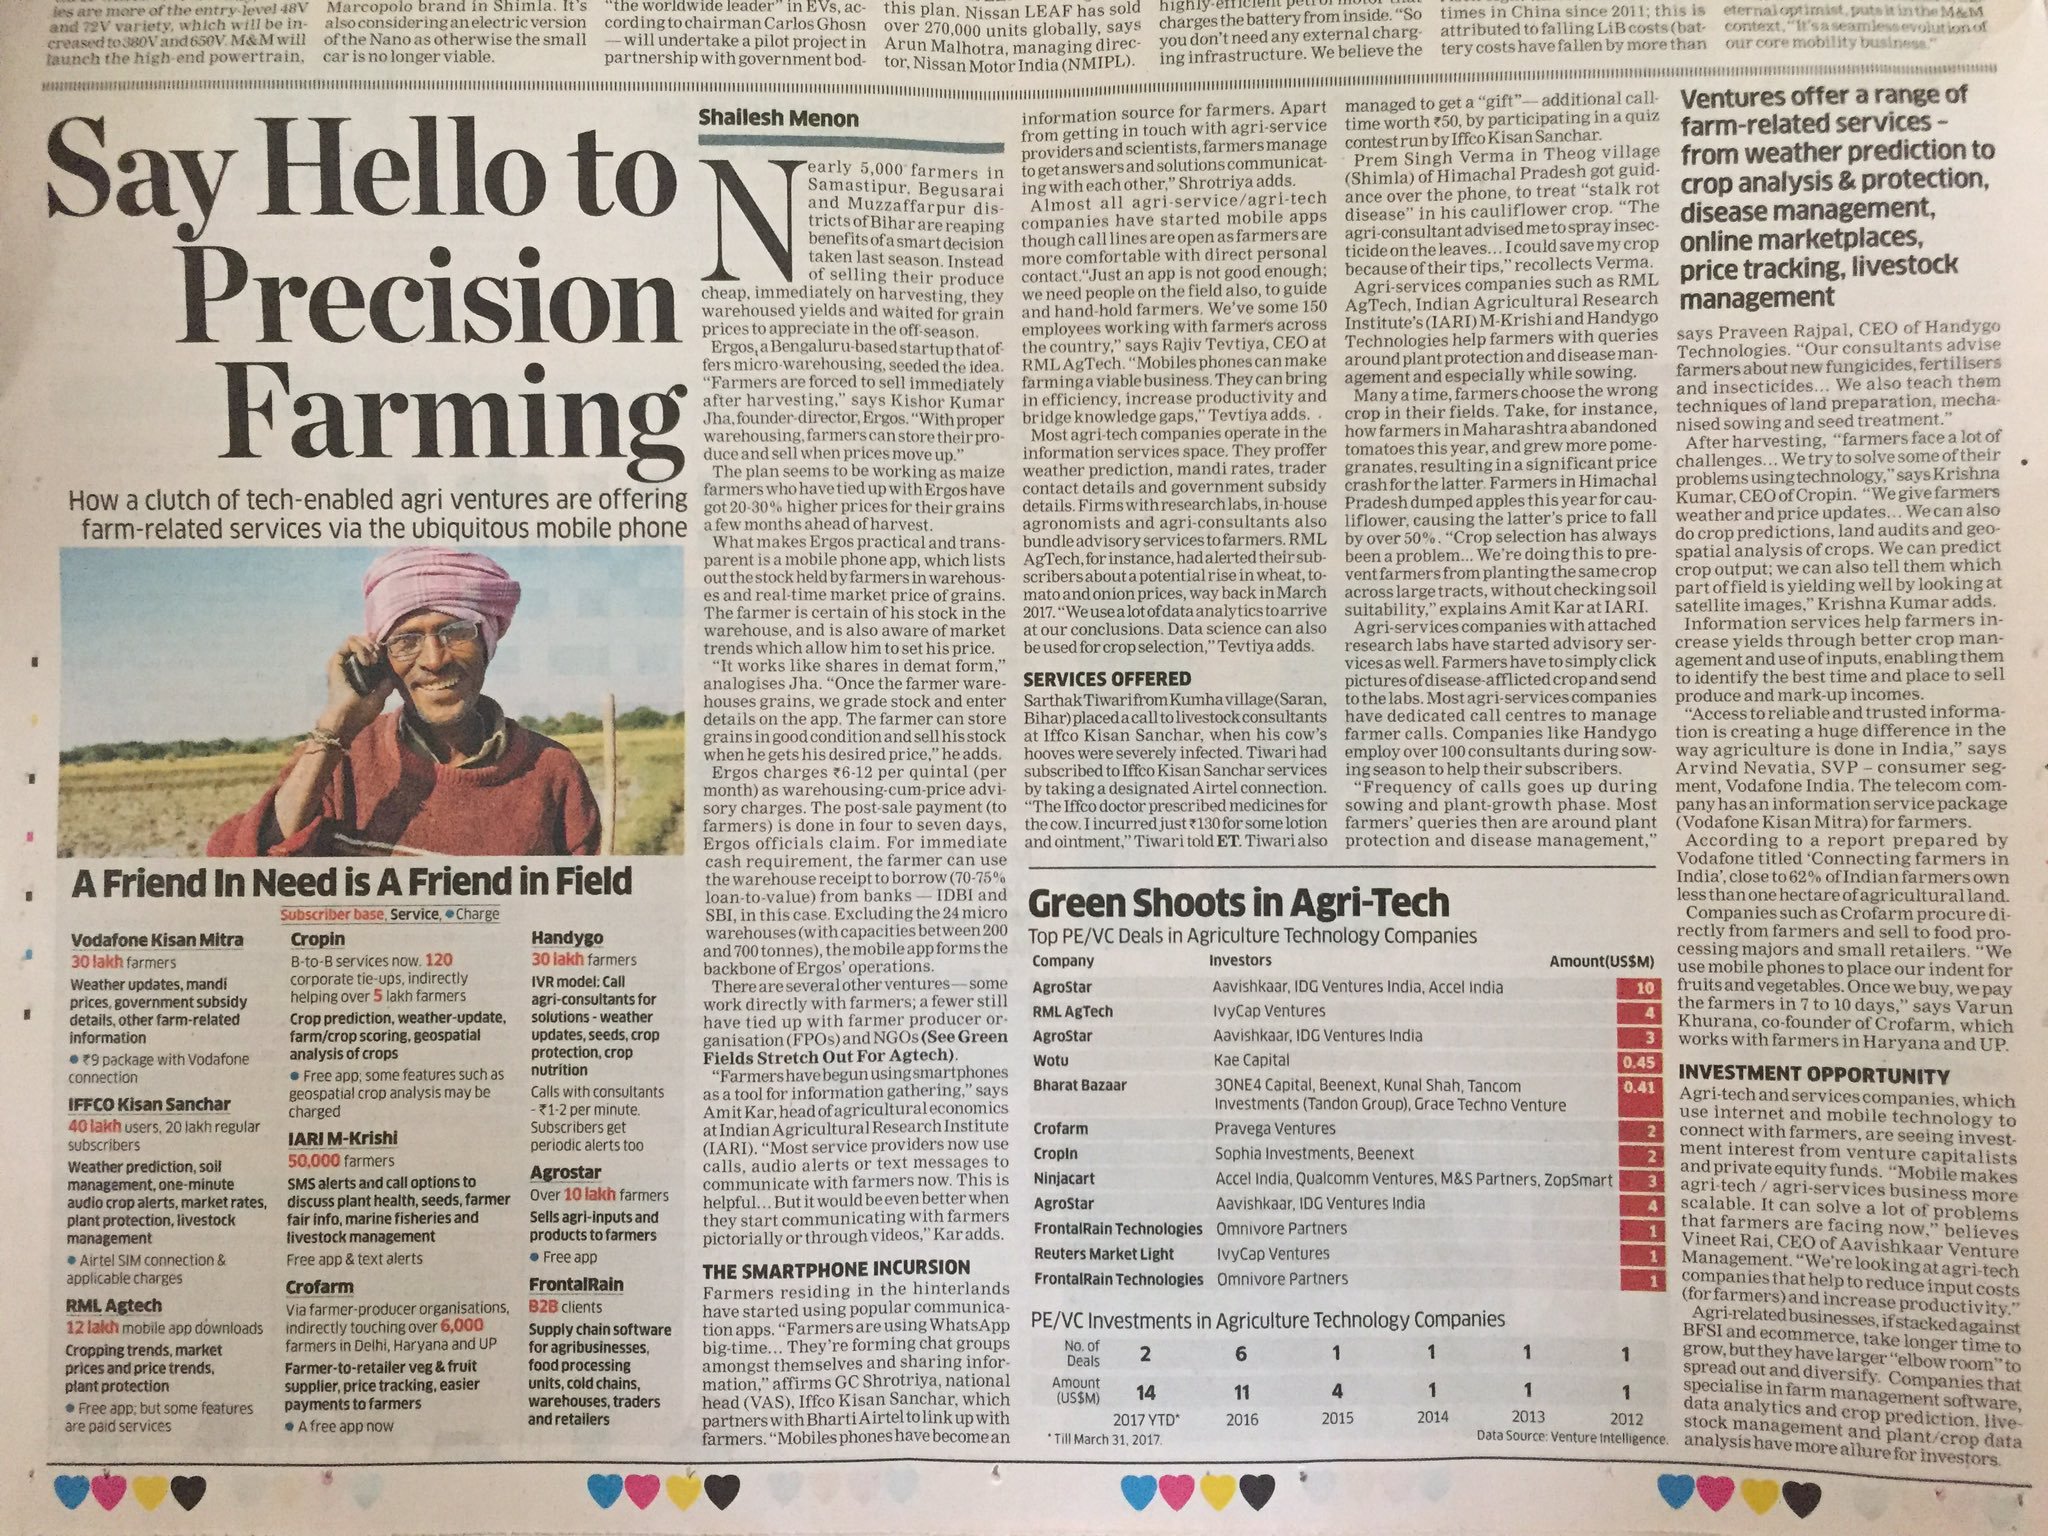 ies are more of the entry-level 48V
and 72V variety, which will be in-
creased to 380V and 650V. M&M will
launch the high-end powertrain,
Marcopolo brand in Shimla. It's
also considering an electric version
of the Nano as otherwise the small
car is no longer viable.
"the worldwide leader" in EVs, ac-
cording to chairman Carlos Ghosn
— will undertake a pilot project in
partnership with government bod-
this plan. Nissan LEAF has sold
over 270,000 units globally, says
Arun Malhotra, managing direc-
tor, Nissan Motor India (NMIPL).
highly-efficient petrol motor that
charges the battery from inside. "So
you don't need any external charg-
ing infrastructure. We believe the
times in China since 2011; this is
attributed to falling LiB costs (bat-
tery costs have fallen by more than
eternal optimist, puts it in the M&M
context, "It's a seamless evolution of
our core mobility business."
Say Hello to
Precision
Farming
How a clutch of tech-enabled agri ventures are offering
farm-related services via the ubiquitous mobile phone
A Friend In Need is A Friend in Field
Subscriber base, Service, • Charge
Vodafone Kisan Mitra
30 lakh farmers
Weather updates, mandi
prices, government subsidy
details, other farm-related
information
• ₹9 package with Vodafone
connection
IFFCO Kisan Sanchar
40 lakh users, 20 lakh regular
subscribers
Weather prediction, soil
management, one-minute
audio crop alerts, market rates,
plant protection, livestock
management
• Airtel SIM connection &
applicable charges
RML Agtech
12 lakh mobile app downloads
Cropping trends, market
prices and price trends,
plant protection
• Free app; but some features
are paid services
Cropin
B-to-B services now. 120
corporate tie-ups, indirectly
helping over 5 lakh farmers
Crop prediction, weather-update,
farm/crop scoring, geospatial
analysis of crops
• Free app; some features such as
geospatial crop analysis may be
charged
IARI M-Krishi
50,000 farmers
SMS alerts and call options to
discuss plant health, seeds, farmer
fair info, marine fisheries and
livestock management
Free app & text alerts
Crofarm
Via farmer-producer organisations,
indirectly touching over 6,000
farmers in Delhi, Haryana and UP
Farmer-to-retailer veg & fruit
supplier, price tracking, easier
payments to farmers
• A free app now
Handygo
30 lakh farmers
IVR model: Call
agri-consultants for
solutions - weather
updates, seeds, crop
protection, crop
nutrition
Calls with consultants
- ₹1-2 per minute.
Subscribers get
periodic alerts too
Agrostar
Over 10 lakh farmers
Sells agri-inputs and
products to farmers
• Free app
FrontalRain
B2B clients
Supply chain software
for agribusinesses,
food processing
units, cold chains,
warehouses, traders
and retailers
Shailesh Menon
Nearly 5,000 farmers in
Samastipur, Begusarai
and Muzzaffarpur dis-
tricts of Bihar are reaping
benefits of a smart decision
taken last season. Instead
of selling their produce
cheap, immediately on harvesting, they
warehoused yields and waited for grain
prices to appreciate in the off-season.
Ergos, a Bengaluru-based startup that of-
fers micro-warehousing, seeded the idea.
"Farmers are forced to sell immediately
after harvesting," says Kishor Kumar
Jha, founder-director, Ergos. "With proper
warehousing, farmers can store their pro-
duce and sell when prices move up."
The plan seems to be working as maize
farmers who have tied up with Ergos have
got 20-30% higher prices for their grains
a few months ahead of harvest.
What makes Ergos practical and trans-
parent is a mobile phone app, which lists
out the stock held by farmers in warehous-
es and real-time market price of grains.
The farmer is certain of his stock in the
warehouse, and is also aware of market
trends which allow him to set his price.
"It works like shares in demat form,"
analogises Jha. "Once the farmer ware-
houses grains, we grade stock and enter
details on the app. The farmer can store
grains in good condition and sell his stock
when he gets his desired price," he adds.
Ergos charges ₹6-12 per quintal (per
month) as warehousing-cum-price advi-
sory charges. The post-sale payment (to
farmers) is done in four to seven days,
Ergos officials claim. For immediate
cash requirement, the farmer can use
the warehouse receipt to borrow (70-75%
loan-to-value) from banks — IDBI and
SBI, in this case. Excluding the 24 micro
warehouses (with capacities between 200
and 700 tonnes), the mobile app forms the
backbone of Ergos' operations.
There are several other ventures — some
work directly with farmers; a fewer still
have tied up with farmer producer or-
ganisation (FPOs) and NGOs (See Green
Fields Stretch Out For Agtech).
"Farmers have begun using smartphones
as a tool for information gathering," says
Amit Kar, head of agricultural economics
at Indian Agricultural Research Institute
(IARI). "Most service providers now use
calls, audio alerts or text messages to
communicate with farmers now. This is
helpful... But it would be even better when
they start communicating with farmers
pictorially or through videos," Kar adds.
THE SMARTPHONE INCURSION
Farmers residing in the hinterlands
have started using popular communica-
tion apps. "Farmers are using WhatsApp
big-time... They're forming chat groups
amongst themselves and sharing infor-
mation," affirms GC Shrotriya, national
head (VAS), Iffco Kisan Sanchar, which
partners with Bharti Airtel to link up with
farmers. "Mobiles phones have become an
information source for farmers. Apart
from getting in touch with agri-service
providers and scientists, farmers manage
to get answers and solutions communicat-
ing with each other," Shrotriya adds.
Almost all agri-service/agri-tech
companies have started mobile apps
though call lines are open as farmers are
more comfortable with direct personal
contact. "Just an app is not good enough;
we need people on the field also, to guide
and hand-hold farmers. We've some 150
employees working with farmers across
the country," says Rajiv Tevtiya, CEO at
RML AgTech. "Mobiles phones can make
farming a viable business. They can bring
in efficiency, increase productivity and
bridge knowledge gaps," Tevtiya adds.
Most agri-tech companies operate in the
information services space. They proffer
weather prediction, mandi rates, trader
contact details and government subsidy
details. Firms with research labs, in-house
agronomists and agri-consultants also
bundle advisory services to farmers. RML
AgTech, for instance, had alerted their sub-
scribers about a potential rise in wheat, to-
mato and onion prices, way back in March
2017. "We use a lot of data analytics to arrive
at our conclusions. Data science can also
be used for crop selection," Tevtiya adds.
SERVICES OFFERED
Sarthak Tiwari from Kumha village (Saran,
Bihar) placed a call to livestock consultants
at Iffco Kisan Sanchar, when his cow's
hooves were severely infected. Tiwari had
subscribed to Iffco Kisan Sanchar services
by taking a designated Airtel connection.
"The Iffco doctor prescribed medicines for
the cow. I incurred just ₹130 for some lotion
and ointment," Tiwari told ET. Tiwari also
managed to get a "gift" — additional call-
time worth ₹50, by participating in a quiz
contest run by Iffco Kisan Sanchar.
Prem Singh Verma in Theog village
(Shimla) of Himachal Pradesh got guid-
ance over the phone, to treat "stalk rot
disease" in his cauliflower crop. "The
agri-consultant advised me to spray insec-
ticide on the leaves... I could save my crop
because of their tips," recollects Verma.
Agri-services companies such as RML
AgTech, Indian Agricultural Research
Institute's (IARI) M-Krishi and Handygo
Technologies help farmers with queries
around plant protection and disease man-
agement and especially while sowing.
Many a time, farmers choose the wrong
crop in their fields. Take, for instance,
how farmers in Maharashtra abandoned
tomatoes this year, and grew more pome-
granates, resulting in a significant price
crash for the latter. Farmers in Himachal
Pradesh dumped apples this year for cau-
liflower, causing the latter's price to fall
by over 50%. "Crop selection has always
been a problem... We're doing this to pre-
vent farmers from planting the same crop
across large tracts, without checking soil
suitability," explains Amit Kar at IARI.
Agri-services companies with attached
research labs have started advisory ser-
vices as well. Farmers have to simply click
pictures of disease-afflicted crop and send
to the labs. Most agri-services companies
have dedicated call centres to manage
farmer calls. Companies like Handygo
employ over 100 consultants during sow-
ing season to help their subscribers.
"Frequency of calls goes up during
sowing and plant-growth phase. Most
farmers' queries then are around plant
protection and disease management,"
Ventures offer a range of
farm-related services –
from weather prediction to
crop analysis & protection,
disease management,
online marketplaces,
price tracking, livestock
management
says Praveen Rajpal, CEO of Handygo
Technologies. "Our consultants advise
farmers about new fungicides, fertilisers
and insecticides... We also teach them
techniques of land preparation, mecha-
nised sowing and seed treatment."
After harvesting, "farmers face a lot of
challenges... We try to solve some of their
problems using technology," says Krishna
Kumar, CEO of Cropin. "We give farmers
weather and price updates... We can also
do crop predictions, land audits and geo-
spatial analysis of crops. We can predict
crop output; we can also tell them which
part of field is yielding well by looking at
satellite images," Krishna Kumar adds.
Information services help farmers in-
crease yields through better crop man-
agement and use of inputs, enabling them
to identify the best time and place to sell
produce and mark-up incomes.
"Access to reliable and trusted informa-
tion is creating a huge difference in the
way agriculture is done in India," says
Arvind Nevatia, SVP – consumer seg-
ment, Vodafone India. The telecom com-
pany has an information service package
(Vodafone Kisan Mitra) for farmers.
According to a report prepared by
Vodafone titled 'Connecting farmers in
India', close to 62% of Indian farmers own
less than one hectare of agricultural land.
Companies such as Crofarm procure di-
rectly from farmers and sell to food pro-
cessing majors and small retailers. "We
use mobile phones to place our indent for
fruits and vegetables. Once we buy, we pay
the farmers in 7 to 10 days," says Varun
Khurana, co-founder of Crofarm, which
works with farmers in Haryana and UP.
INVESTMENT OPPORTUNITY
Agri-tech and services companies, which
use internet and mobile technology to
connect with farmers, are seeing invest-
ment interest from venture capitalists
and private equity funds. "Mobile makes
agri-tech / agri-services business more
scalable. It can solve a lot of problems
that farmers are facing now," believes
Vineet Rai, CEO of Aavishkaar Venture
Management. "We're looking at agri-tech
companies that help to reduce input costs
(for farmers) and increase productivity."
Agri-related businesses, if stacked against
BFSI and ecommerce, take longer time to
grow, but they have larger "elbow room" to
spread out and diversify. Companies that
specialise in farm management software,
data analytics and crop prediction, live-
stock management and plant/crop data
analysis have more allure for investors.
Green Shoots in Agri-Tech
Top PE/VC Deals in Agriculture Technology Companies
Company Investors Amount(US$M)
AgroStar Aavishkaar, IDG Ventures India, Accel India 10
RML AgTech IvyCap Ventures 4
AgroStar Aavishkaar, IDG Ventures India 3
Wotu Kae Capital 0.45
Bharat Bazaar 3ONE4 Capital, Beenext, Kunal Shah, Tancom 0.41
Investments (Tandon Group), Grace Techno Venture
Crofarm Pravega Ventures 2
CropIn Sophia Investments, Beenext 2
Ninjacart Accel India, Qualcomm Ventures, M&S Partners, ZopSmart 3
AgroStar Aavishkaar, IDG Ventures India 4
FrontalRain Technologies Omnivore Partners 1
Reuters Market Light IvyCap Ventures 1
FrontalRain Technologies Omnivore Partners 1
PE/VC Investments in Agriculture Technology Companies
No. of
Deals 2 6 1 1 1 1
Amount
(US$M) 14 11 4 1 1 1
2017 YTD* 2016 2015 2014 2013 2012
*Till March 31, 2017. Data Source: Venture Intelligence.